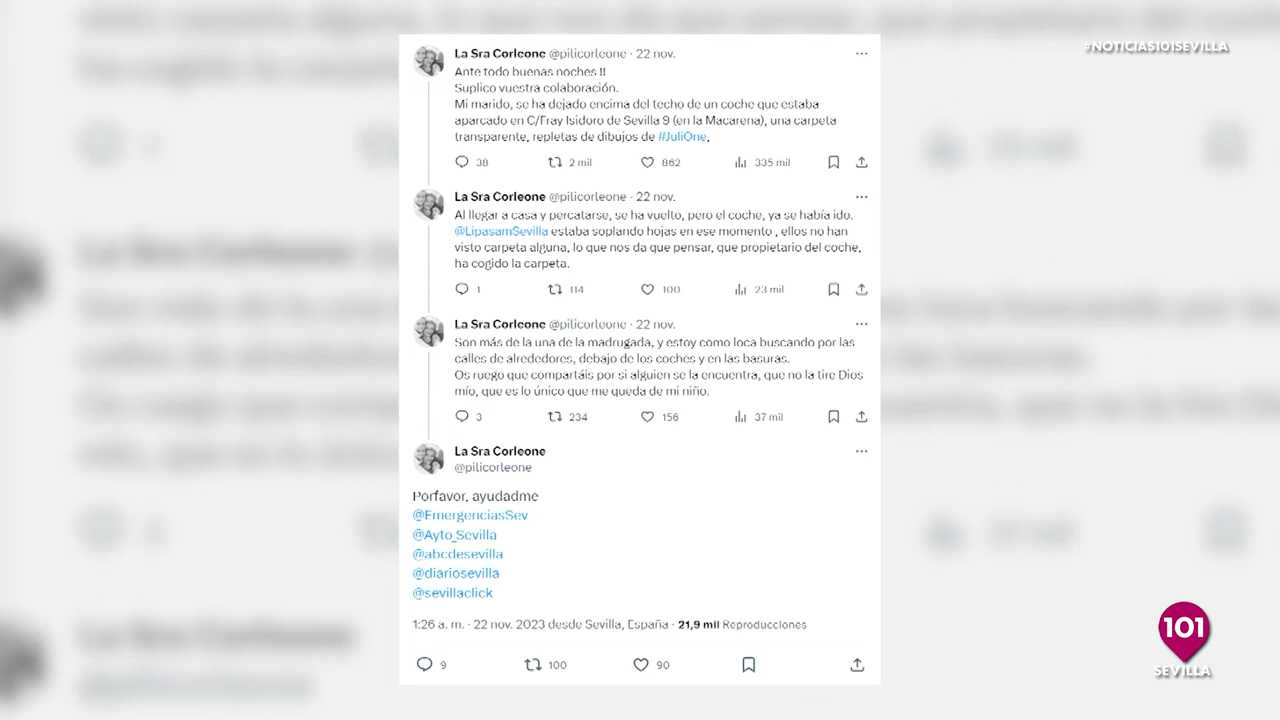 #NOTICIAS101SEVILLA
La Sra Corleone @pilicorleone · 22 nov.
Ante todo buenas noches !!
Suplico vuestra colaboración.
Mi marido, se ha dejado encima del techo de un coche que estaba
aparcado en C/Fray Isidoro de Sevilla 9 (en la Macarena), una carpeta
transparente, repletas de dibujos de #JuliOne,
38 2 mil 862 335 mil
La Sra Corleone @pilicorleone · 22 nov.
Al llegar a casa y percatarse, se ha vuelto, pero el coche, ya se había ido.
@LipasamSevilla estaba soplando hojas en ese momento , ellos no han
visto carpeta alguna, lo que nos da que pensar, que propietario del coche,
ha cogido la carpeta.
1 114 100 23 mil
La Sra Corleone @pilicorleone · 22 nov.
Son más de la una de la madrugada, y estoy como loca buscando por las
calles de alrededores, debajo de los coches y en las basuras.
Os ruego que compartáis por si alguien se la encuentra, que no la tire Dios
mío, que es lo único que me queda de mi niño.
3 234 156 37 mil
La Sra Corleone
@pilicorleone
Porfavor, ayudadme
@EmergenciasSev
@Ayto_Sevilla
@abcdesevilla
@diariosevilla
@sevillaclick
1:26 a. m. · 22 nov. 2023 desde Sevilla, España · 21,9 mil Reproducciones
9 100 90
101
SEVILLA